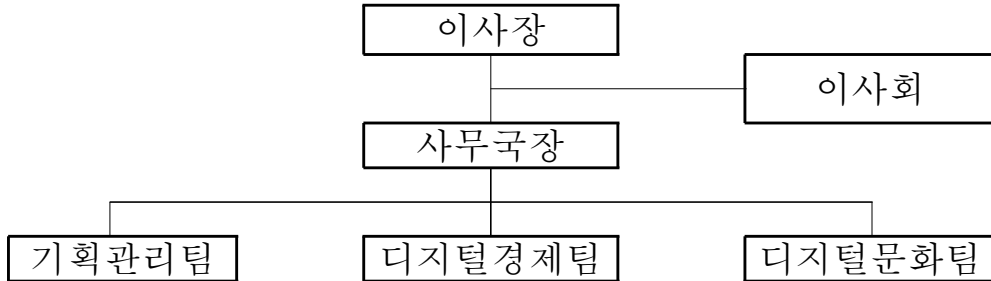 이사장
이사회
사무국장
기획관리팀
디지털경제팀
디지털문화팀